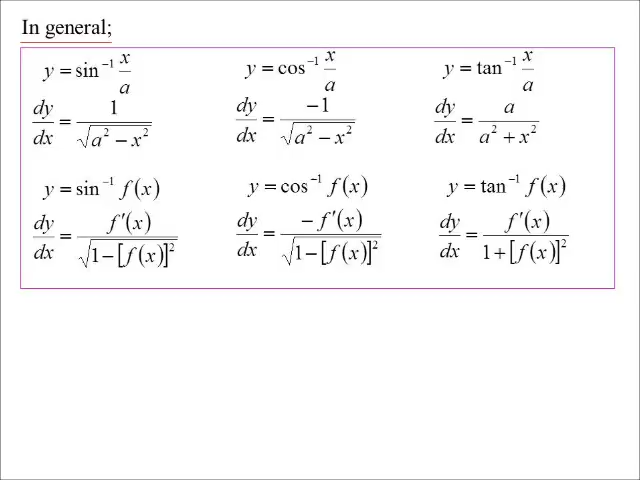 In general;
y = sin⁻¹ x/a    y = cos⁻¹ x/a    y = tan⁻¹ x/a
dy/dx = 1/√(a² − x²)    dy/dx = −1/√(a² − x²)    dy/dx = a/(a² + x²)
y = sin⁻¹ f(x)    y = cos⁻¹ f(x)    y = tan⁻¹ f(x)
dy/dx = f′(x)/√(1 − [f(x)]²)    dy/dx = −f′(x)/√(1 − [f(x)]²)    dy/dx = f′(x)/(1 + [f(x)]²)